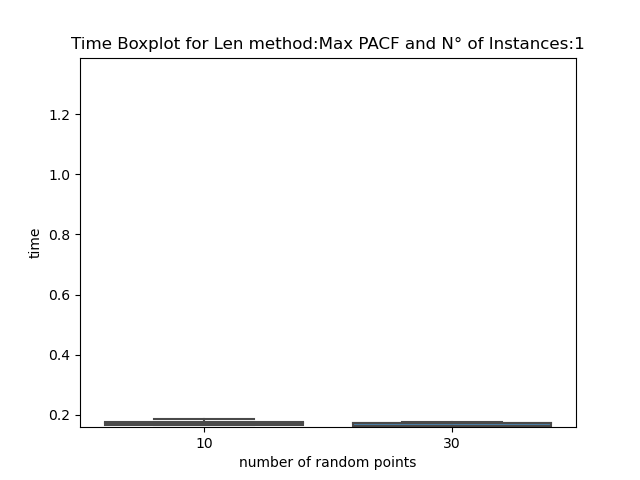 Time Boxplot for Len method:Max PACF and N° of Instances:1
1.2
1.0
0.8
0.6
0.4
0.2
time
10 30
number of random points